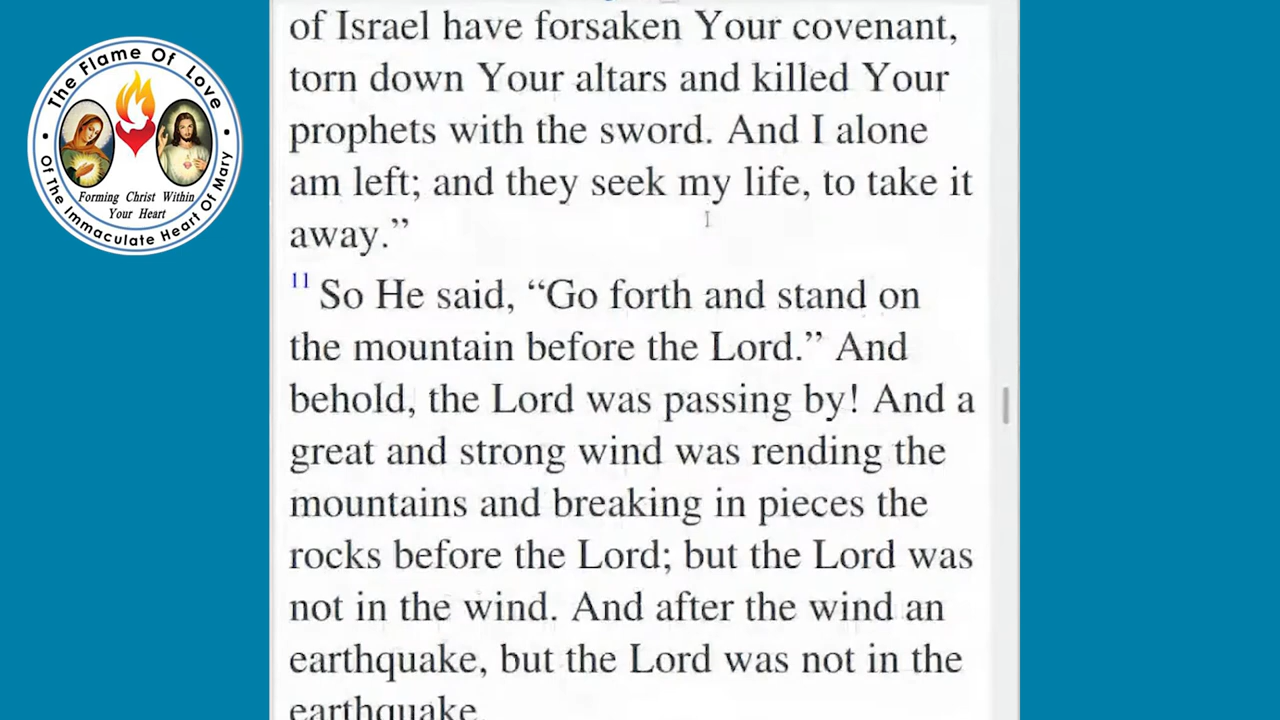 The Flame Of Love
Of The Immaculate Heart Of Mary
Forming Christ Within
Your Heart
of Israel have forsaken Your covenant,
torn down Your altars and killed Your
prophets with the sword. And I alone
am left; and they seek my life, to take it
away.”
11 So He said, “Go forth and stand on
the mountain before the Lord.” And
behold, the Lord was passing by! And a
great and strong wind was rending the
mountains and breaking in pieces the
rocks before the Lord; but the Lord was
not in the wind. And after the wind an
earthquake, but the Lord was not in the
earthquake.